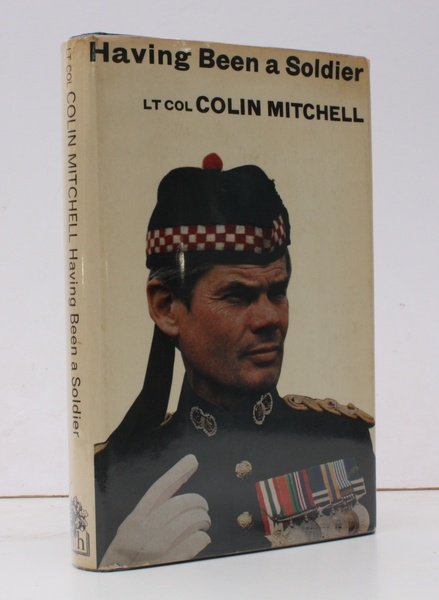 Having Been a Soldier
LT COL COLIN MITCHELL
LT COL COLIN MITCHELL Having Been a Soldier
h